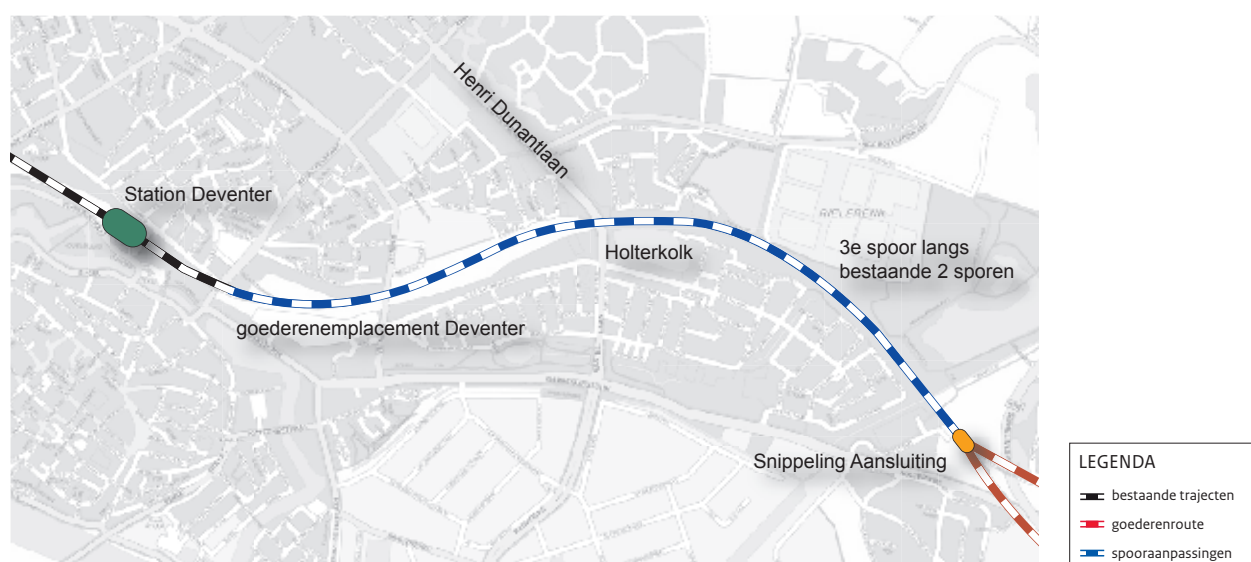 Henri Dunantlaan
Station Deventer
RIELERENK
3e spoor langs
bestaande 2 sporen
Holterkolk
goederenemplacement Deventer
Snippeling Aansluiting
LEGENDA
bestaande trajecten
goederenroute
spooraanpassingen